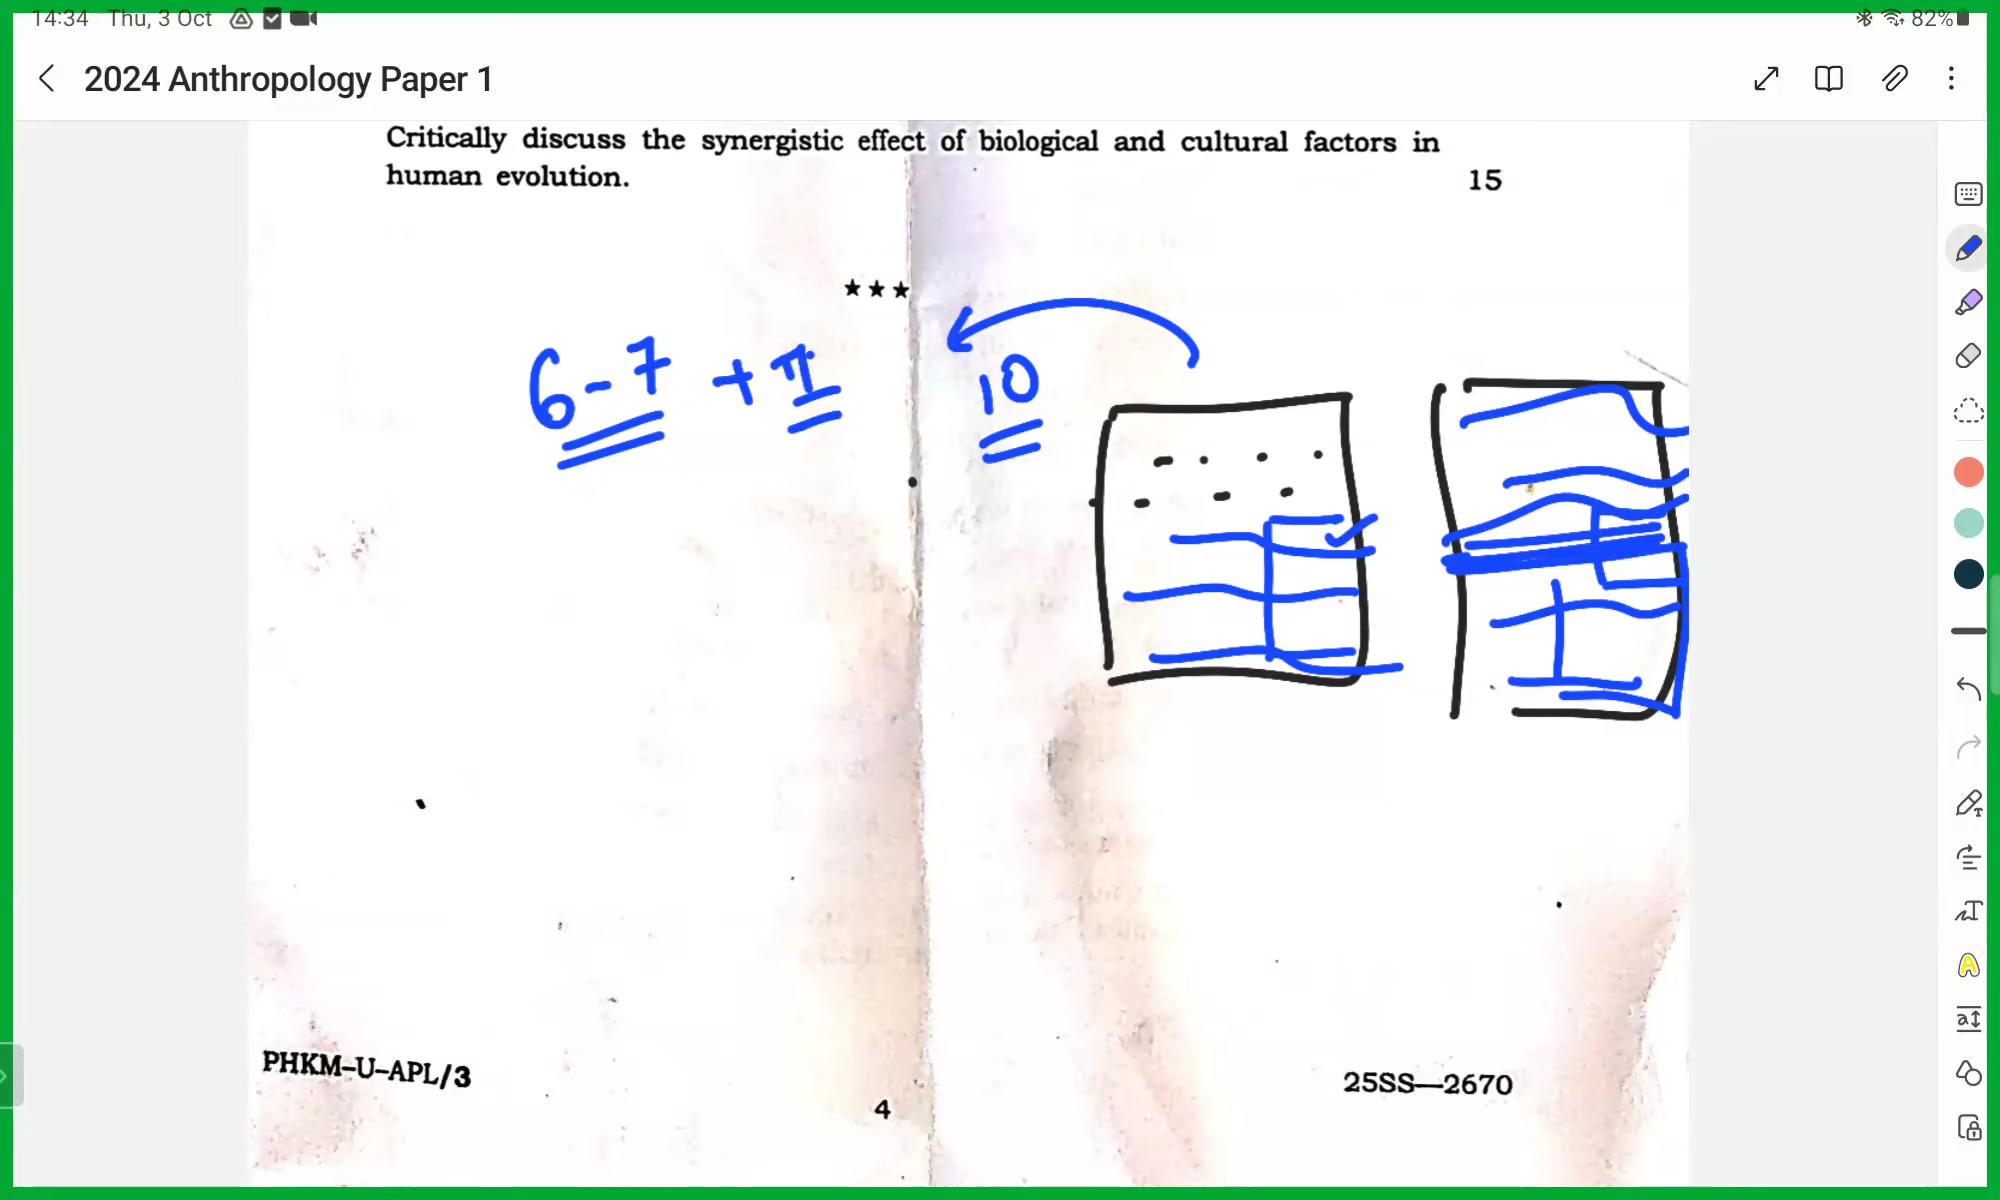 14:34 Thu, 3 Oct 82%
2024 Anthropology Paper 1
Critically discuss the synergistic effect of biological and cultural factors in
human evolution. 15
★★★
6-7 + π 10
PHKM-U-APL/3
25SS—2670
4